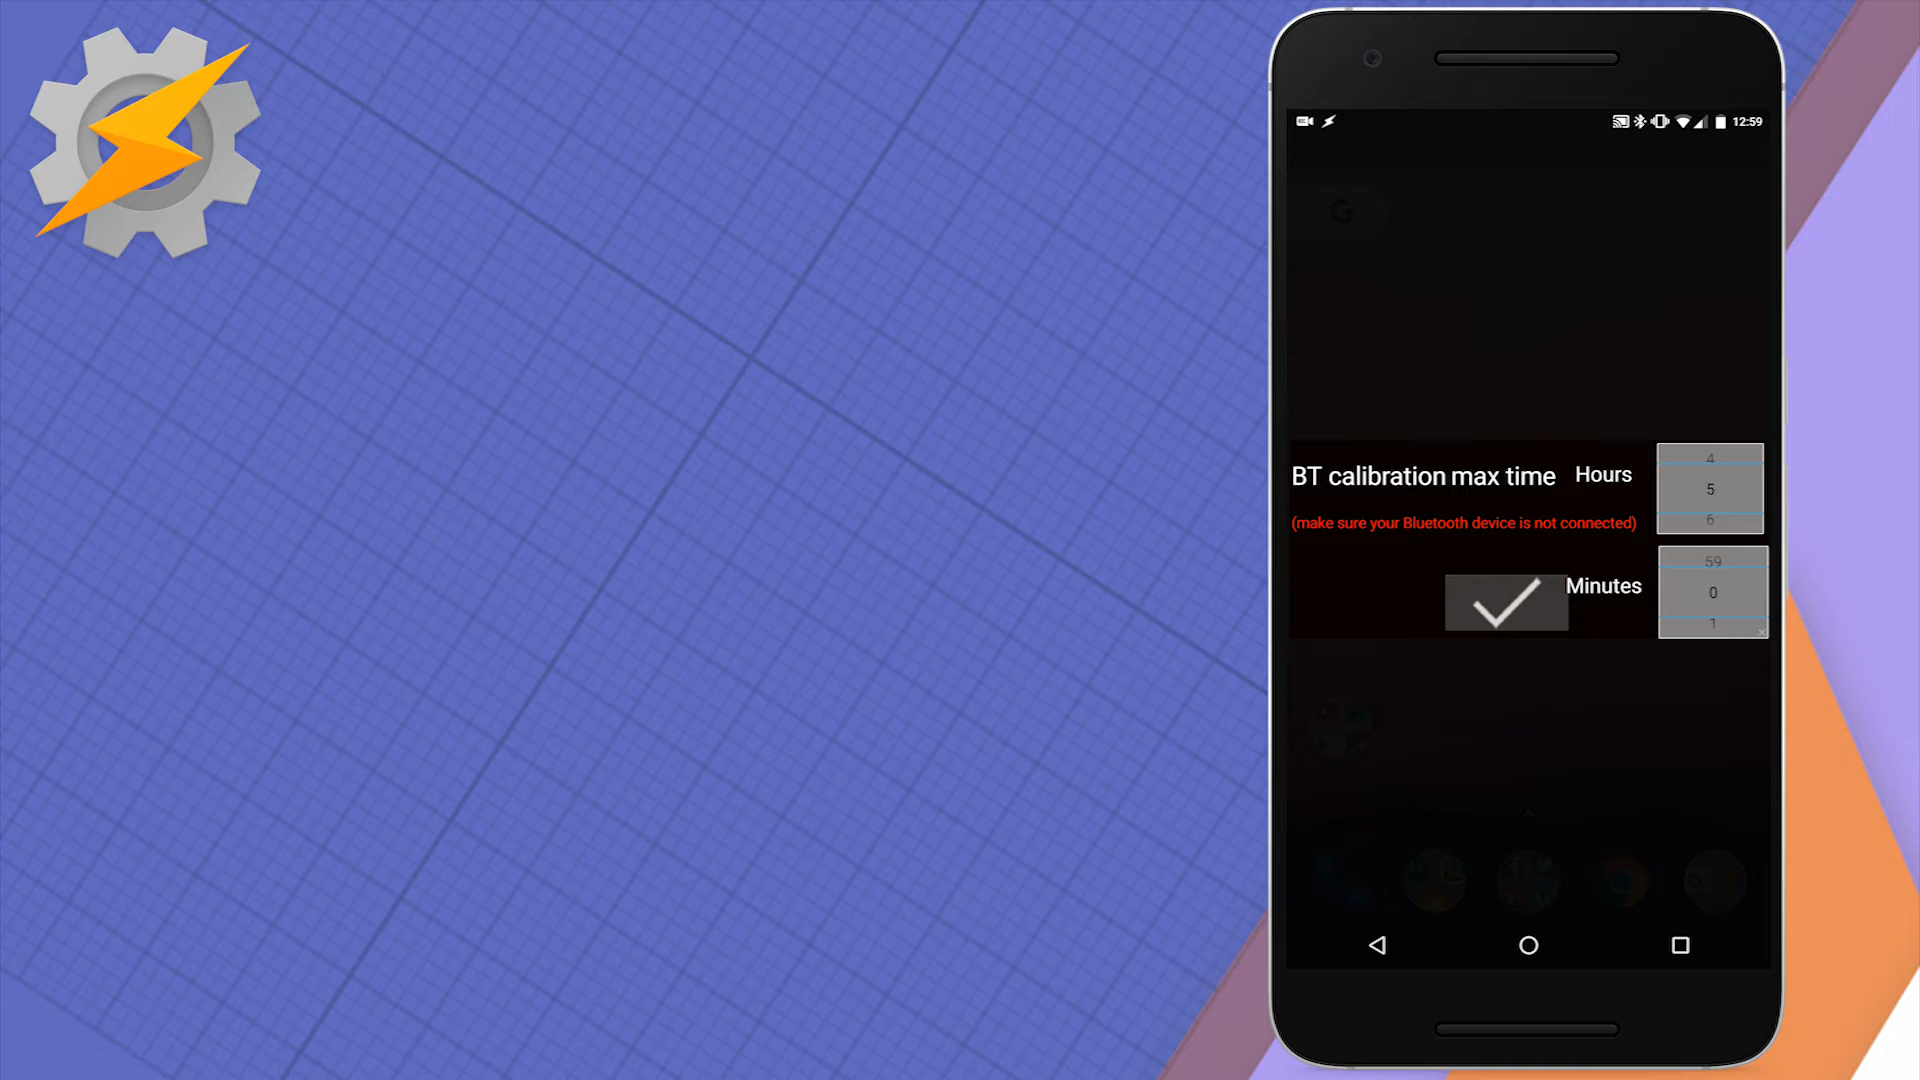 12:59
G
BT calibration max time
Hours
4
5
6
(make sure your Bluetooth device is not connected)
Minutes
59
0
1